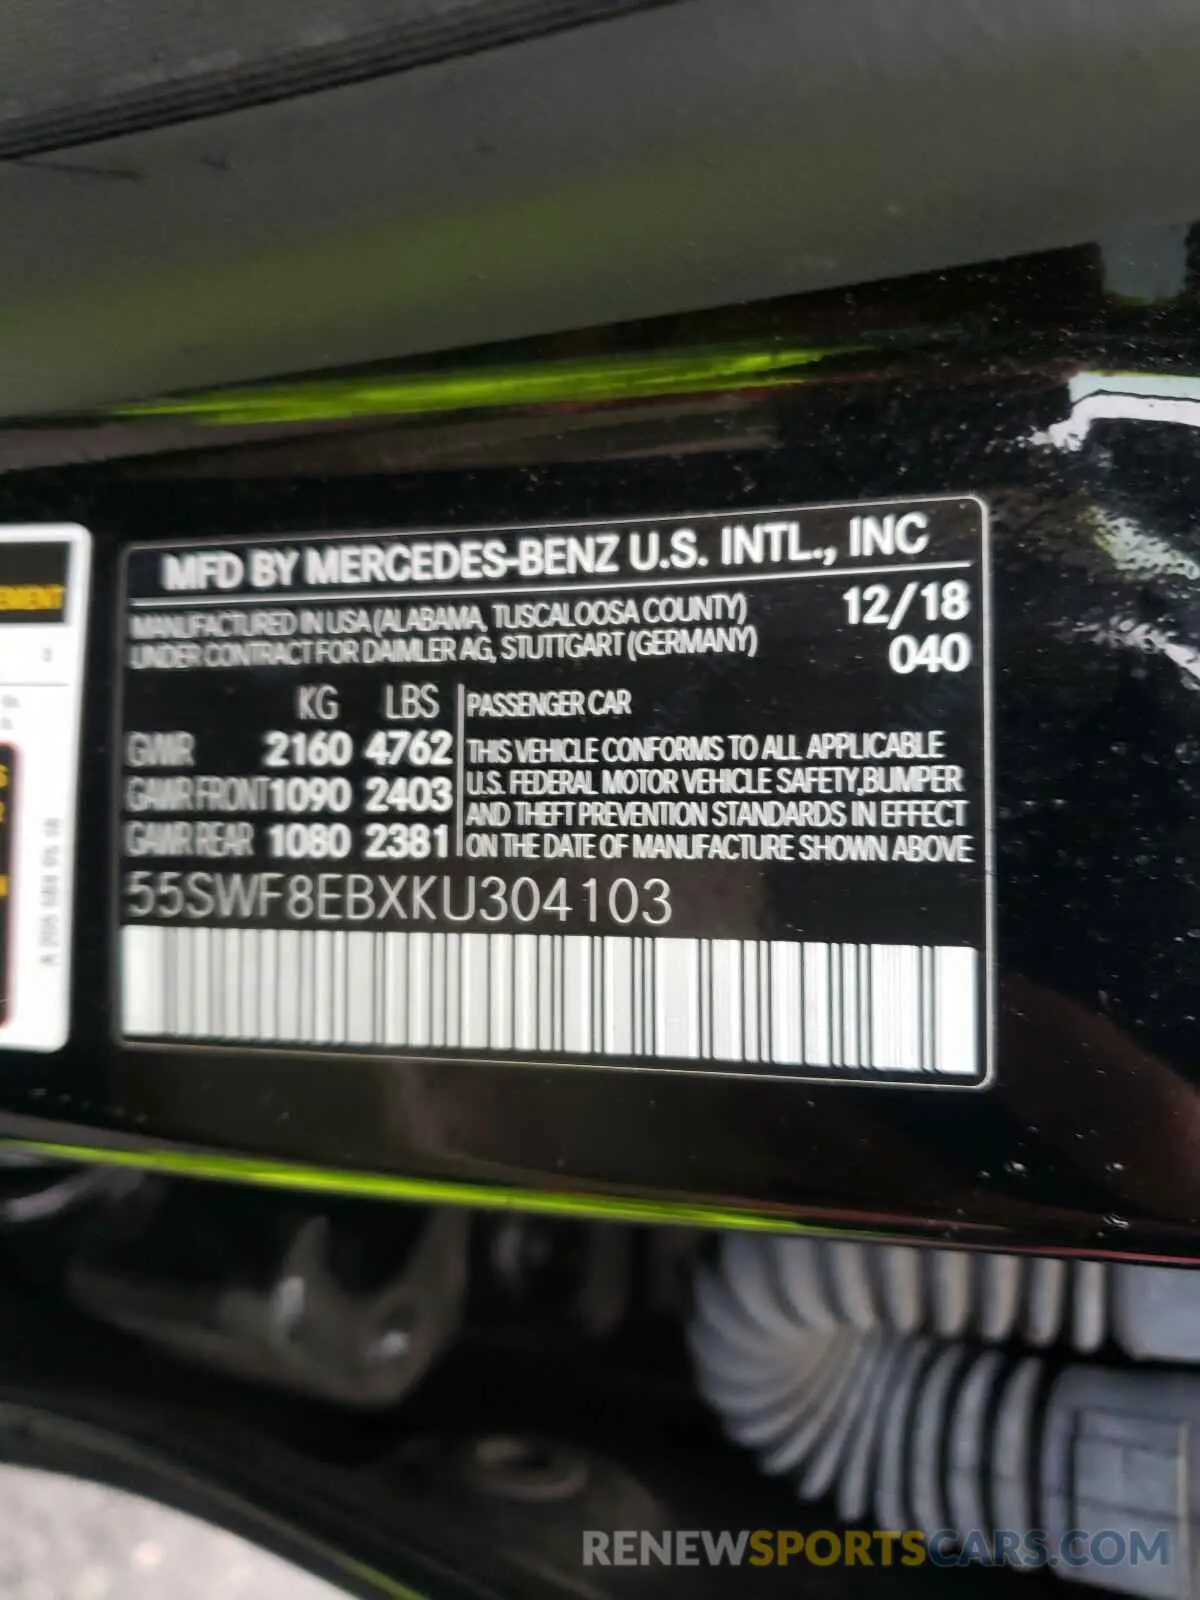 MFD BY MERCEDES-BENZ U.S. INTL., INC
MANUFACTURED IN USA (ALABAMA, TUSCALOOSA COUNTY) 12/18
UNDER CONTRACT FOR DAIMLER AG, STUTTGART (GERMANY) 040
KG LBS
GVWR 2160 4762
GAWR FRONT 1090 2403
GAWR REAR 1080 2381
PASSENGER CAR
THIS VEHICLE CONFORMS TO ALL APPLICABLE
U.S. FEDERAL MOTOR VEHICLE SAFETY, BUMPER
AND THEFT PREVENTION STANDARDS IN EFFECT
ON THE DATE OF MANUFACTURE SHOWN ABOVE
55SWF8EBXKU304103
RENEWSPORTSCARS.COM